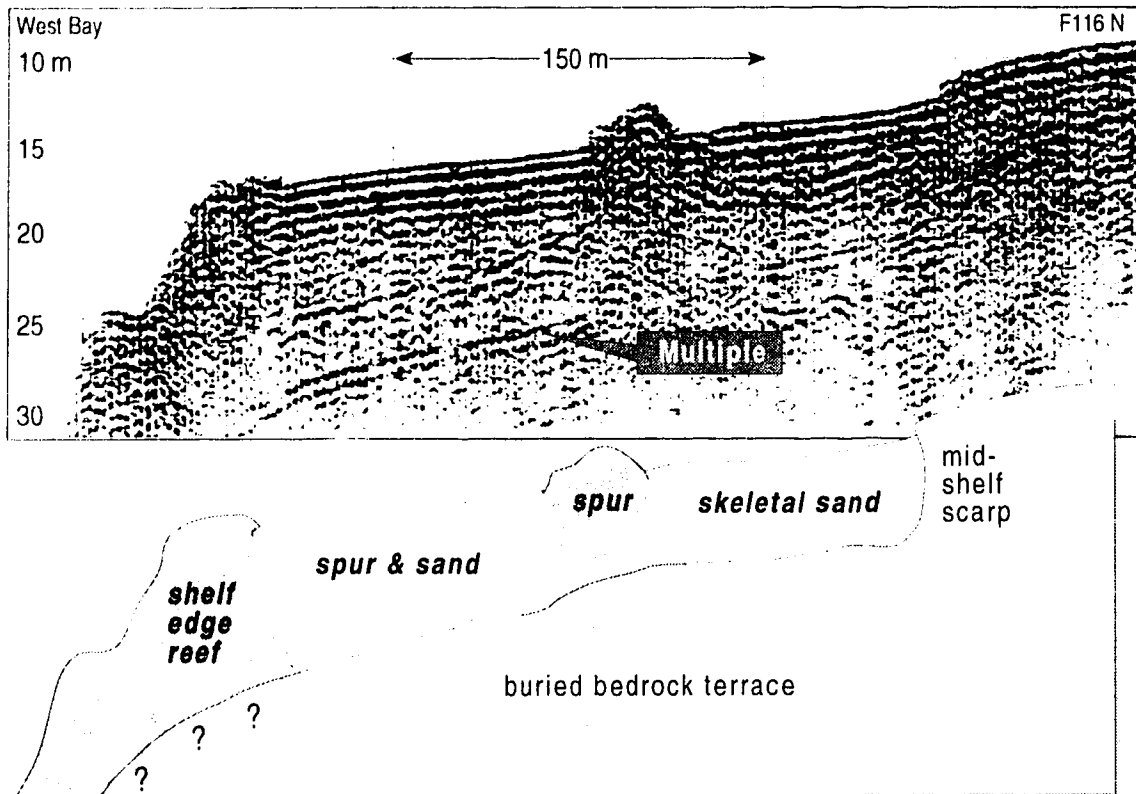 West Bay
F116 N
10 m
150 m
15
20
25
Multiple
30
mid-
shelf
scarp
spur
skeletal sand
spur & sand
shelf
edge
reef
buried bedrock terrace
?
?
?